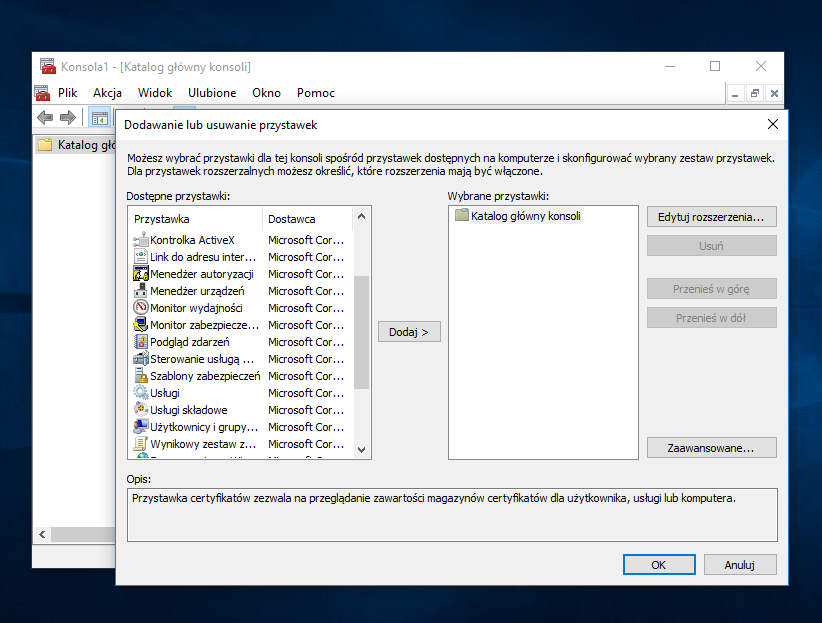 Konsola1 - [Katalog główny konsoli]
Plik Akcja Widok Ulubione Okno Pomoc
Katalog głó
Dodawanie lub usuwanie przystawek
Możesz wybrać przystawki dla tej konsoli spośród przystawek dostępnych na komputerze i skonfigurować wybrany zestaw przystawek.
Dla przystawek rozszerzalnych możesz określić, które rozszerzenia mają być włączone.
Dostępne przystawki:
Przystawka Dostawca
Kontrolka ActiveX Microsoft Cor...
Link do adresu inter... Microsoft Cor...
Menedżer autoryzacji Microsoft Cor...
Menedżer urządzeń Microsoft Cor...
Monitor wydajności Microsoft Cor...
Monitor zabezpiecze... Microsoft Cor...
Podgląd zdarzeń Microsoft Cor...
Sterowanie usługą ... Microsoft Cor...
Szablony zabezpieczeń Microsoft Cor...
Usługi Microsoft Cor...
Usługi składowe Microsoft Cor...
Użytkownicy i grupy... Microsoft Cor...
Wynikowy zestaw z... Microsoft Cor...
Dodaj >
Wybrane przystawki:
Katalog główny konsoli
Edytuj rozszerzenia...
Usuń
Przenieś w górę
Przenieś w dół
Zaawansowane...
Opis:
Przystawka certyfikatów zezwala na przeglądanie zawartości magazynów certyfikatów dla użytkownika, usługi lub komputera.
OK Anuluj